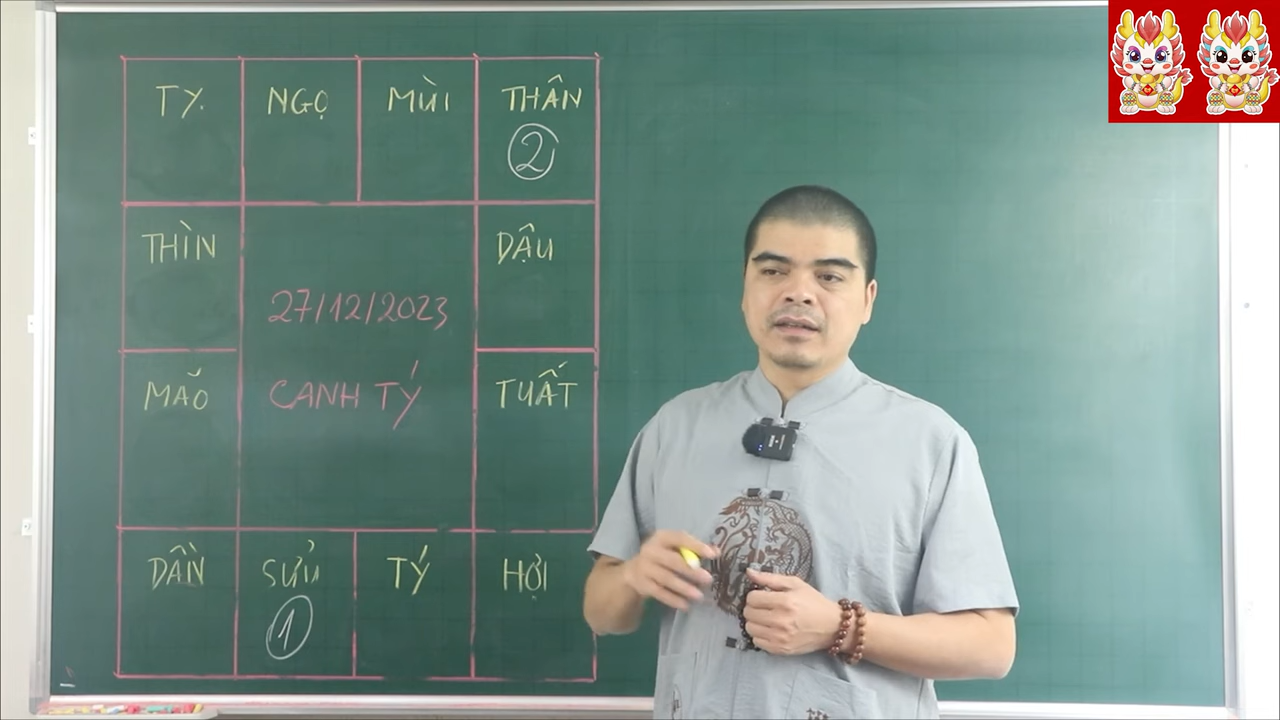 TỴ.
NGỌ
MÙI
THÂN
2
THÌN
DẬU
27/12/2023
MÃO
CANH TÝ
TUẤT
DẦN
SỬU
TÝ
HỢI
1